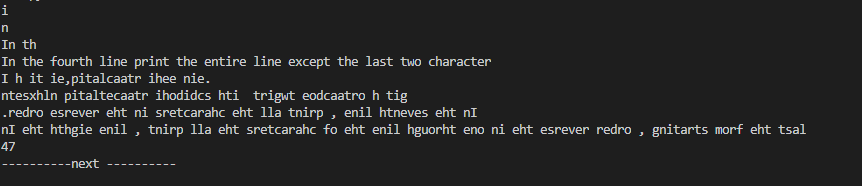 i
n
In th
In the fourth line print the entire line except the last two character
I h it ie,pitalcaatr ihee nie.
ntesxhln pitaltecaatr ihodidcs hti  trigwt eodcaatro h tig
.redro esrever eht ni sretcarahc eht lla tnirp , enil htneves eht nI
nI eht hthgie enil , tnirp lla eht sretcarahc fo eht enil hguorht eno ni eht esrever redro , gnitarts morf eht tsal
47
----------next ----------